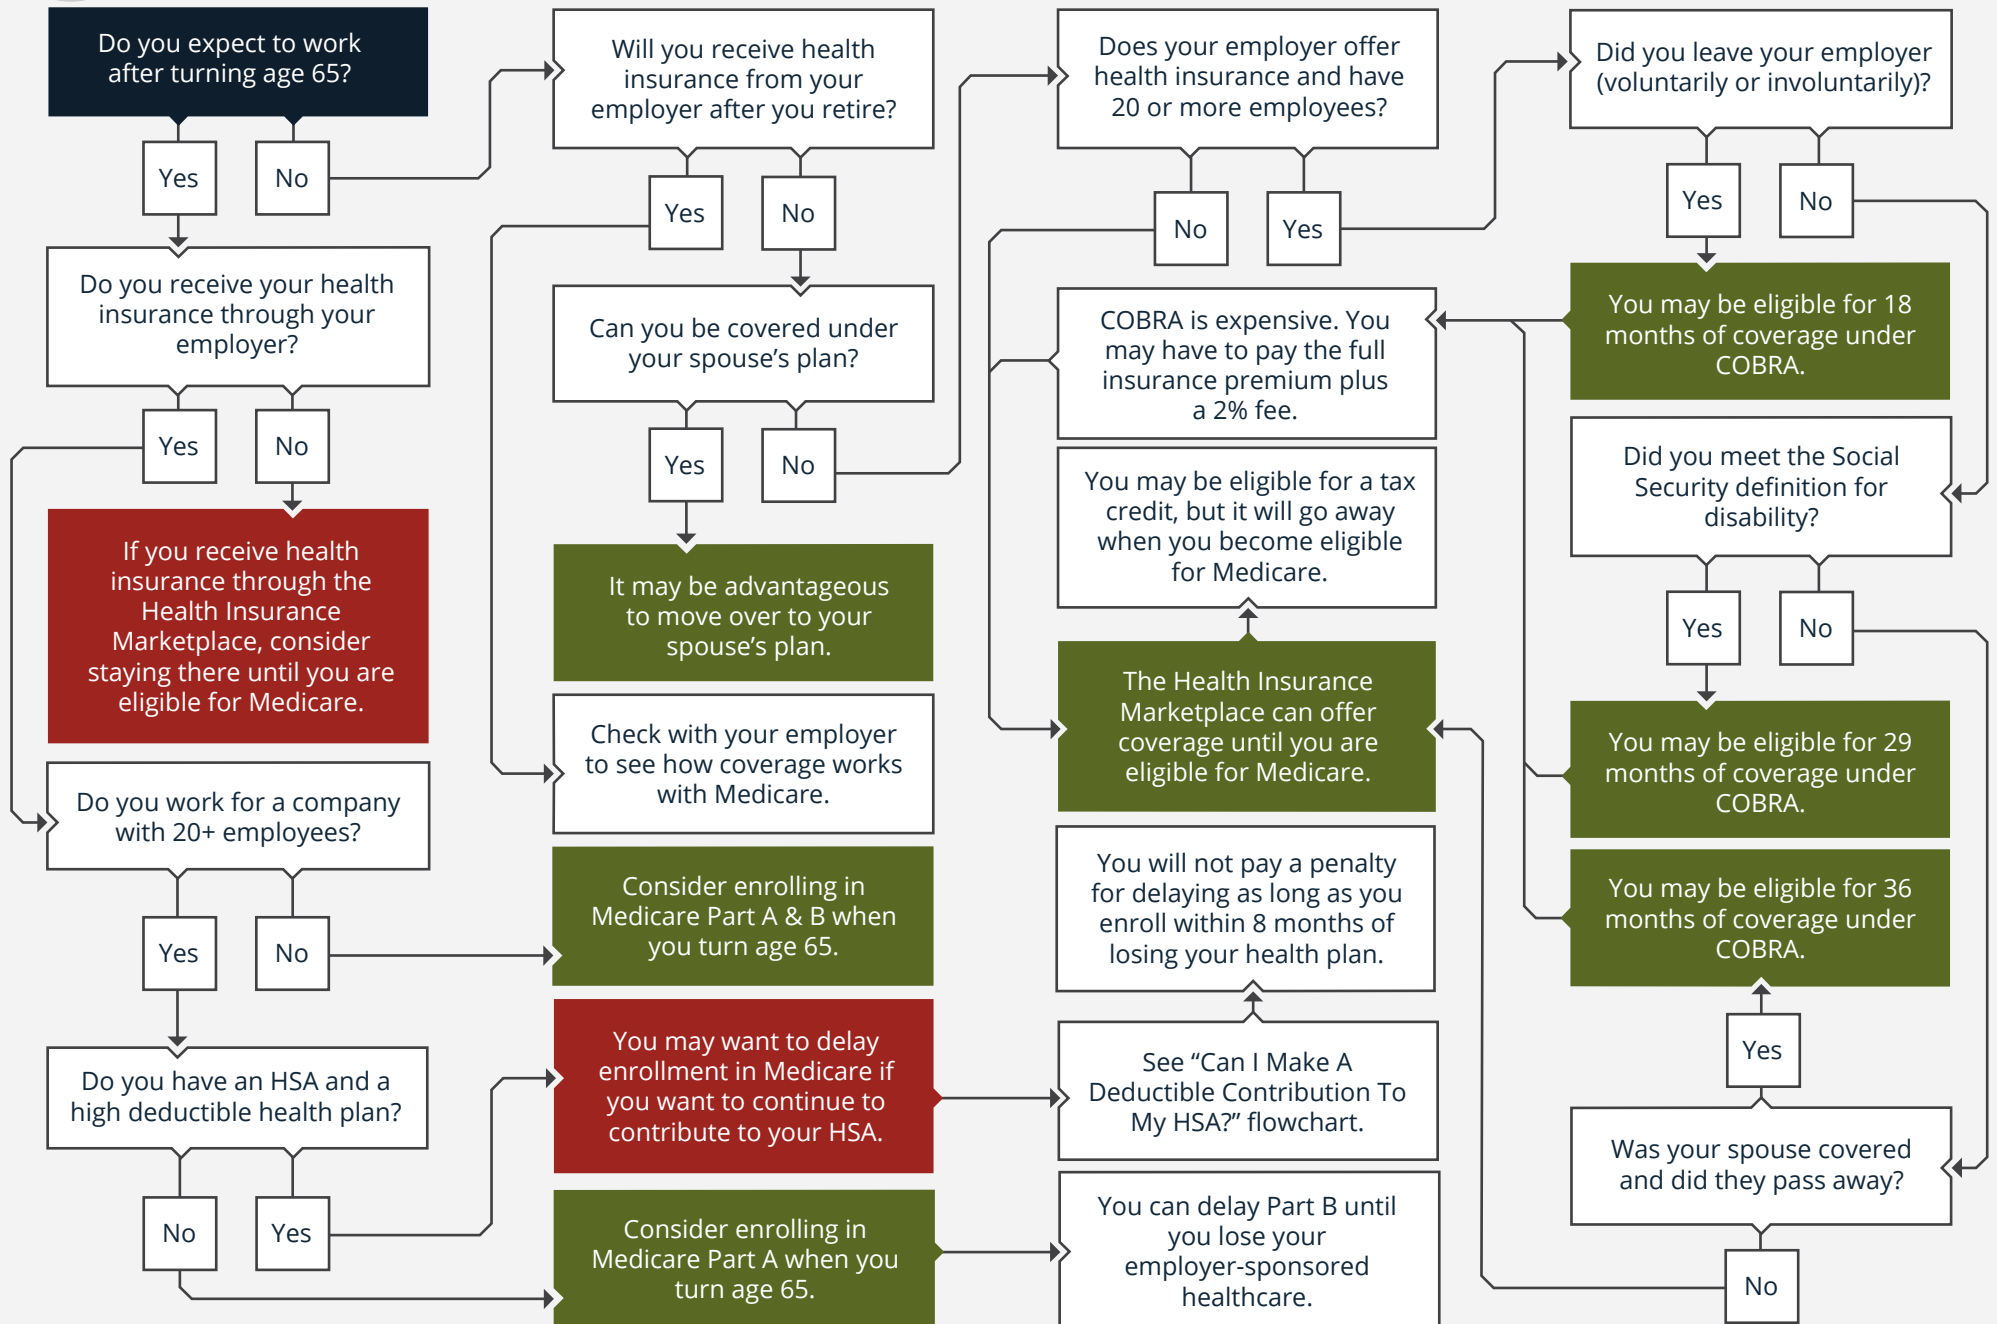 Do you expect to work
after turning age 65?
Yes
No
Do you receive your health
insurance through your
employer?
Yes
No
If you receive health
insurance through the
Health Insurance
Marketplace, consider
staying there until you are
eligible for Medicare.
Do you work for a company
with 20+ employees?
Yes
No
Do you have an HSA and a
high deductible health plan?
No
Yes
Will you receive health
insurance from your
employer after you retire?
Yes
No
Can you be covered under
your spouse’s plan?
Yes
No
It may be advantageous
to move over to your
spouse’s plan.
Check with your employer
to see how coverage works
with Medicare.
Consider enrolling in
Medicare Part A & B when
you turn age 65.
You may want to delay
enrollment in Medicare if
you want to continue to
contribute to your HSA.
Consider enrolling in
Medicare Part A when you
turn age 65.
Does your employer offer
health insurance and have
20 or more employees?
No
Yes
COBRA is expensive. You
may have to pay the full
insurance premium plus
a 2% fee.
You may be eligible for a tax
credit, but it will go away
when you become eligible
for Medicare.
The Health Insurance
Marketplace can offer
coverage until you are
eligible for Medicare.
You will not pay a penalty
for delaying as long as you
enroll within 8 months of
losing your health plan.
See “Can I Make A
Deductible Contribution To
My HSA?” flowchart.
You can delay Part B until
you lose your
employer-sponsored
healthcare.
Did you leave your employer
(voluntarily or involuntarily)?
Yes
No
You may be eligible for 18
months of coverage under
COBRA.
Did you meet the Social
Security definition for
disability?
Yes
No
You may be eligible for 29
months of coverage under
COBRA.
You may be eligible for 36
months of coverage under
COBRA.
Yes
Was your spouse covered
and did they pass away?
No